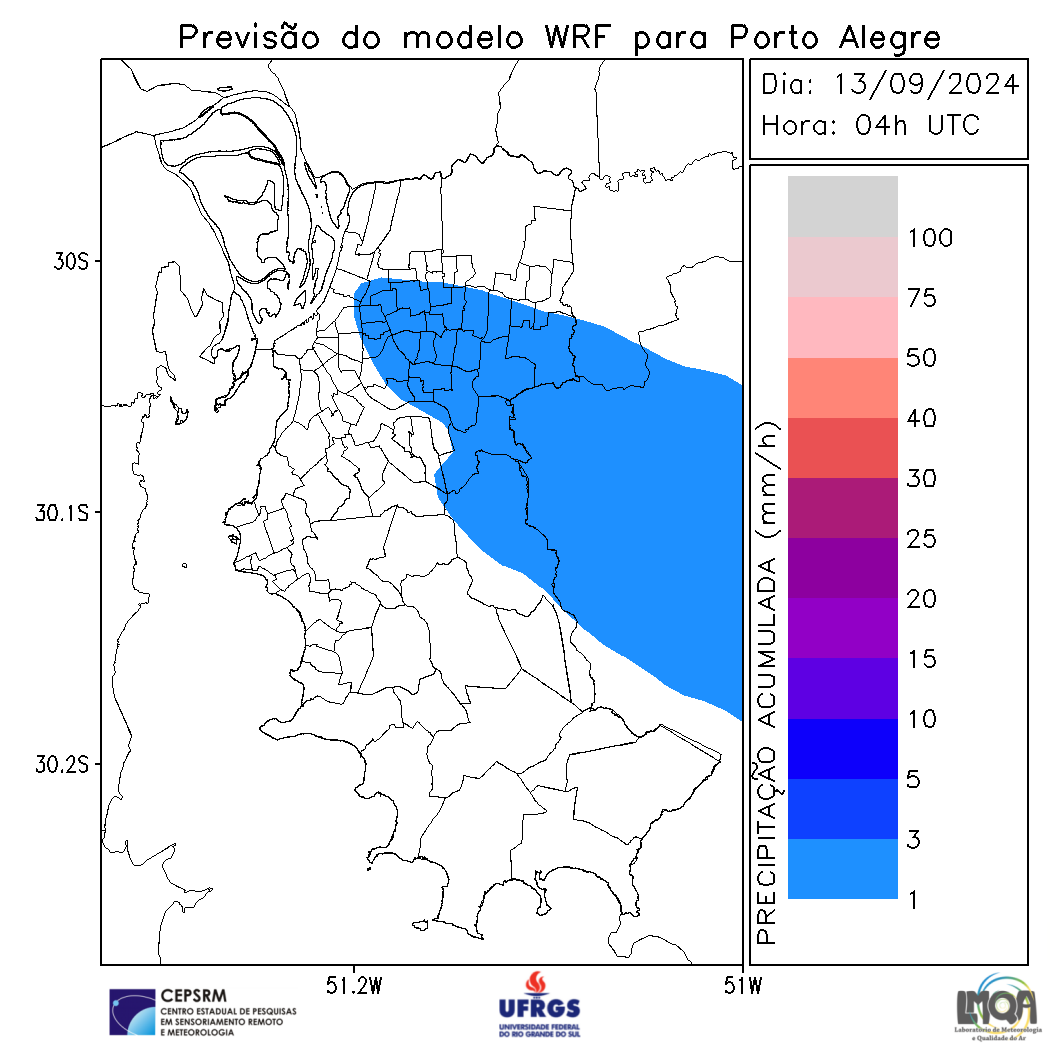 Previsão do modelo WRF para Porto Alegre
Dia: 13/09/2024
Hora: 04h UTC
30S
30.1S
30.2S
51.2W
51W
PRECIPITAÇÃO ACUMULADA (mm/h)
100
75
50
40
30
25
20
15
10
5
3
1
CEPSRM
CENTRO ESTADUAL DE PESQUISAS
EM SENSORIAMENTO REMOTO
E METEOROLOGIA
UFRGS
UNIVERSIDADE FEDERAL
DO RIO GRANDE DO SUL
LMQA
Laboratório de Meteorologia
e Qualidade do Ar